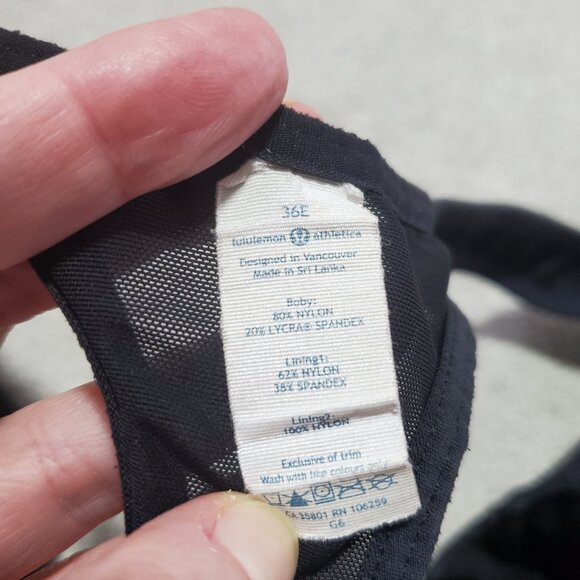 36E
lululemon athletica
Designed in Vancouver
Made in Sri Lanka
Body:
80% NYLON
20% LYCRA® SPANDEX
Lining1:
62% NYLON
38% SPANDEX
Lining2:
100% NYLON
Exclusive of trim
Wash with like colours only
CA35801 RN 106259
G6